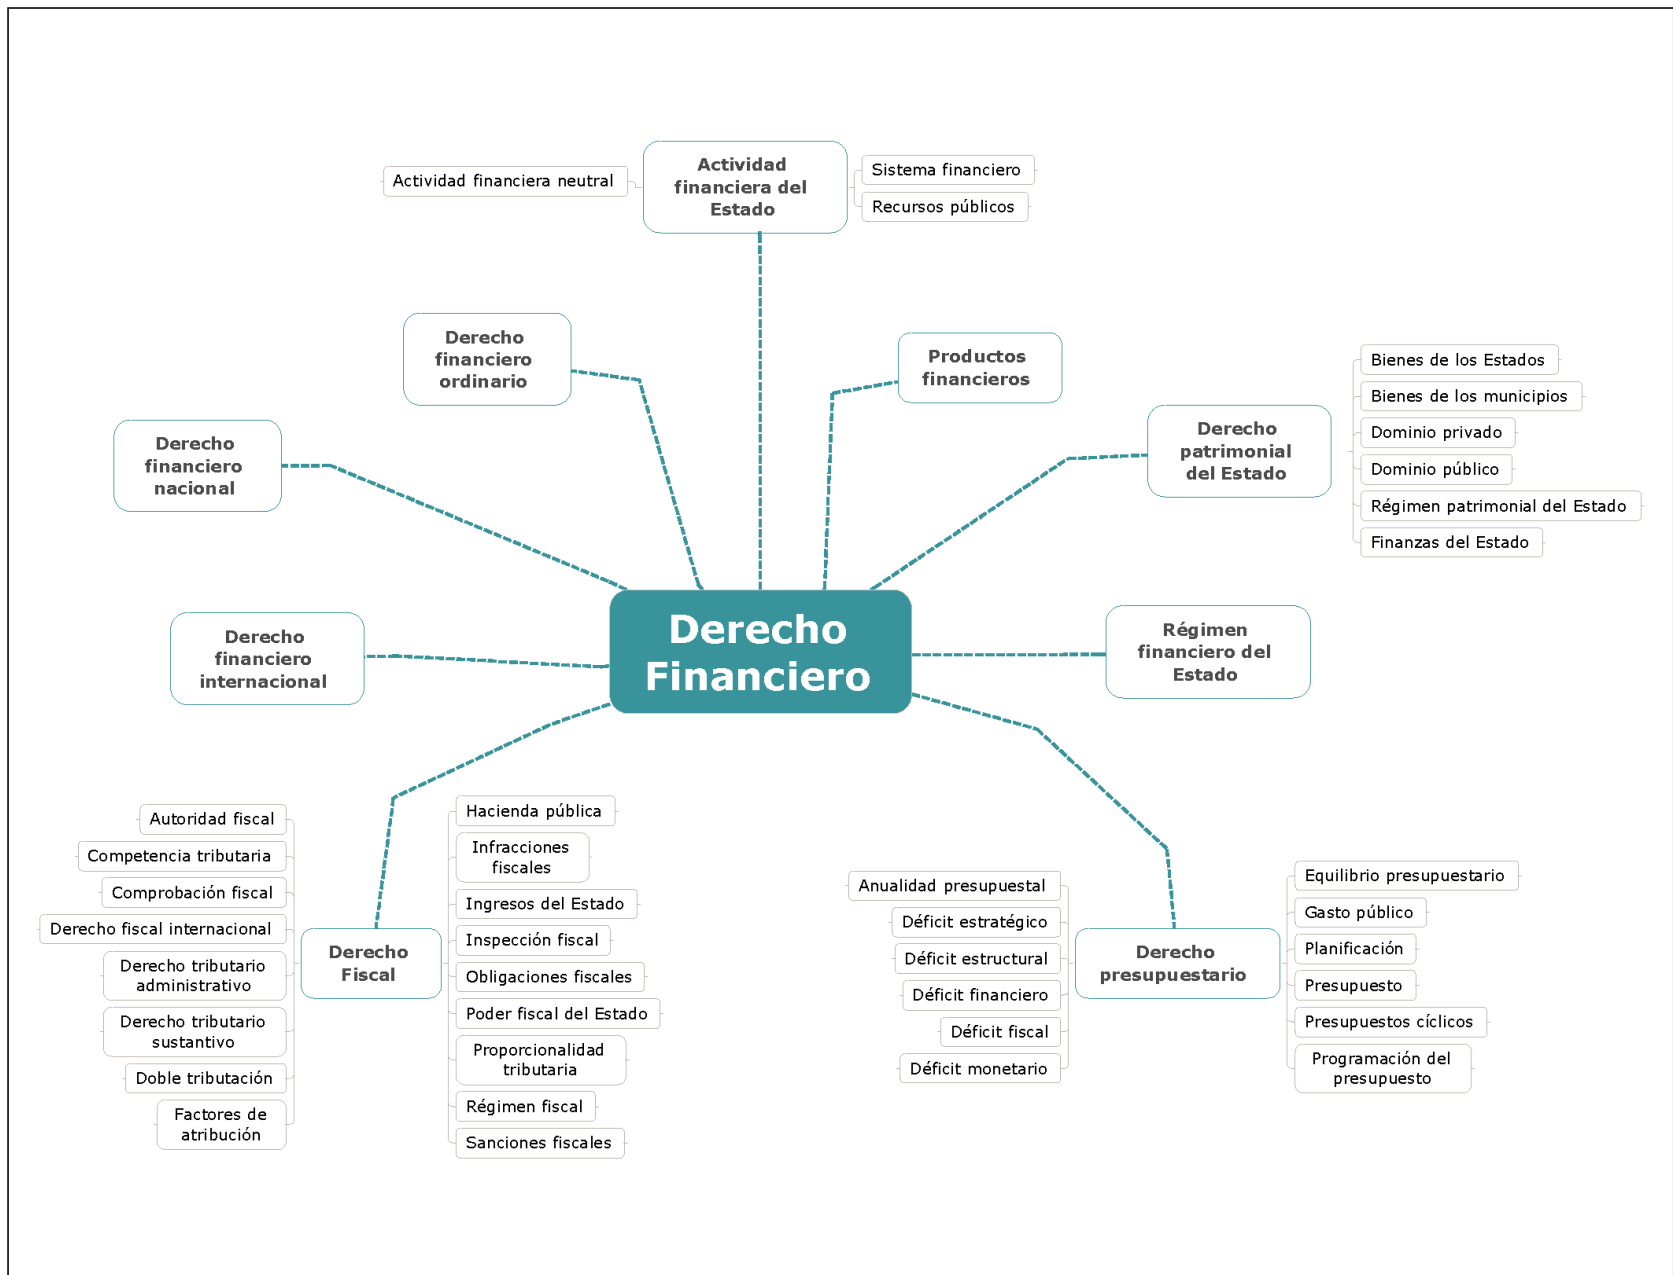 Actividad
financiera del
Estado
Actividad financiera neutral
Sistema financiero
Recursos públicos
Derecho
financiero
ordinario
Productos
financieros
Derecho
financiero
nacional
Derecho
patrimonial
del Estado
Bienes de los Estados
Bienes de los municipios
Dominio privado
Dominio público
Régimen patrimonial del Estado
Finanzas del Estado
Derecho
financiero
internacional
Derecho
Financiero
Régimen
financiero del
Estado
Autoridad fiscal
Competencia tributaria
Comprobación fiscal
Derecho fiscal internacional
Derecho tributario
administrativo
Derecho tributario
sustantivo
Doble tributación
Factores de
atribución
Derecho
Fiscal
Hacienda pública
Infracciones
fiscales
Ingresos del Estado
Inspección fiscal
Obligaciones fiscales
Poder fiscal del Estado
Proporcionalidad
tributaria
Régimen fiscal
Sanciones fiscales
Anualidad presupuestal
Déficit estratégico
Déficit estructural
Déficit financiero
Déficit fiscal
Déficit monetario
Derecho
presupuestario
Equilibrio presupuestario
Gasto público
Planificación
Presupuesto
Presupuestos cíclicos
Programación del
presupuesto